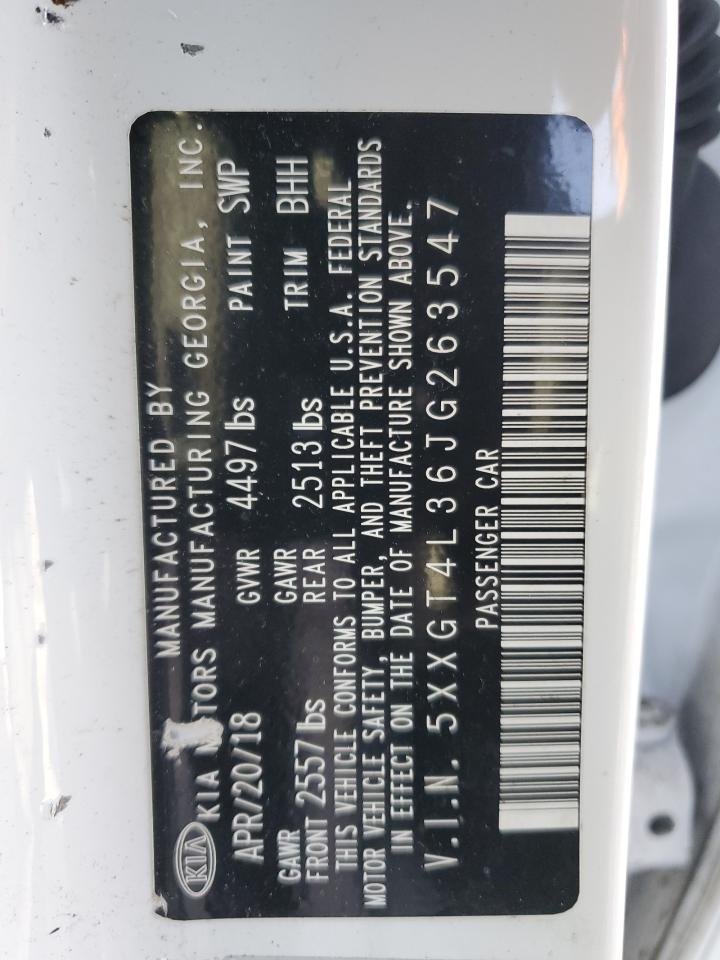 MANUFACTURED BY
KIA KIA MOTORS MANUFACTURING GEORGIA, INC.
APR/20/18 GVWR 4497 lbs PAINT SWP
GAWR GAWR
FRONT 2557 lbs REAR 2513 lbs TRIM BHH
THIS VEHICLE CONFORMS TO ALL APPLICABLE U.S.A. FEDERAL
MOTOR VEHICLE SAFETY, BUMPER, AND THEFT PREVENTION STANDARDS
IN EFFECT ON THE DATE OF MANUFACTURE SHOWN ABOVE.
V.I.N. 5XXGT4L36JG263547
PASSENGER CAR